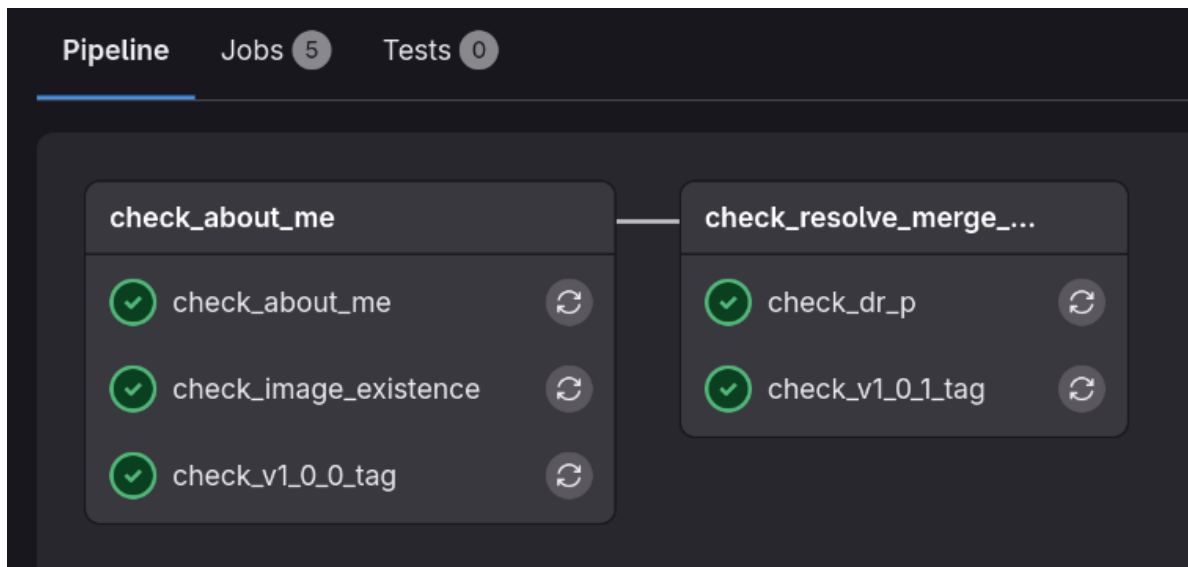 Pipeline Jobs 5 Tests 0
check_about_me
check_about_me
check_image_existence
check_v1_0_0_tag
check_resolve_merge_...
check_dr_p
check_v1_0_1_tag